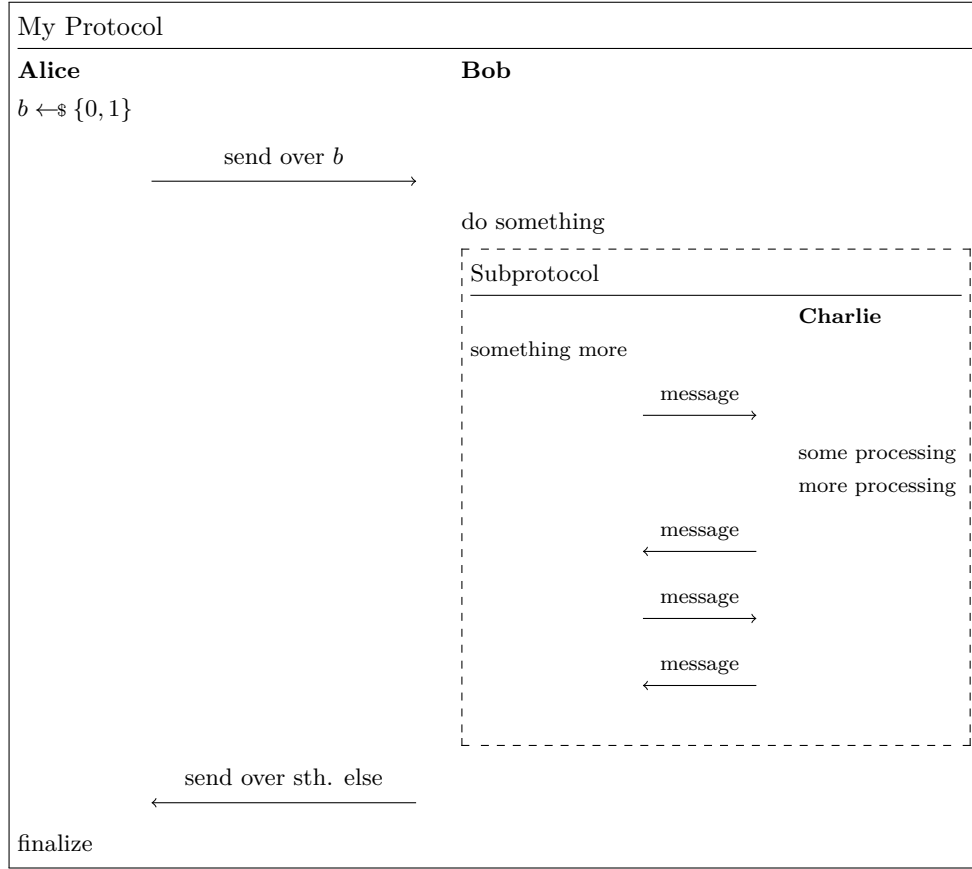 My Protocol
Alice Bob
b ←$ {0, 1}
send over b
do something
Subprotocol
Charlie
something more
message
some processing
more processing
message
message
message
send over sth. else
finalize